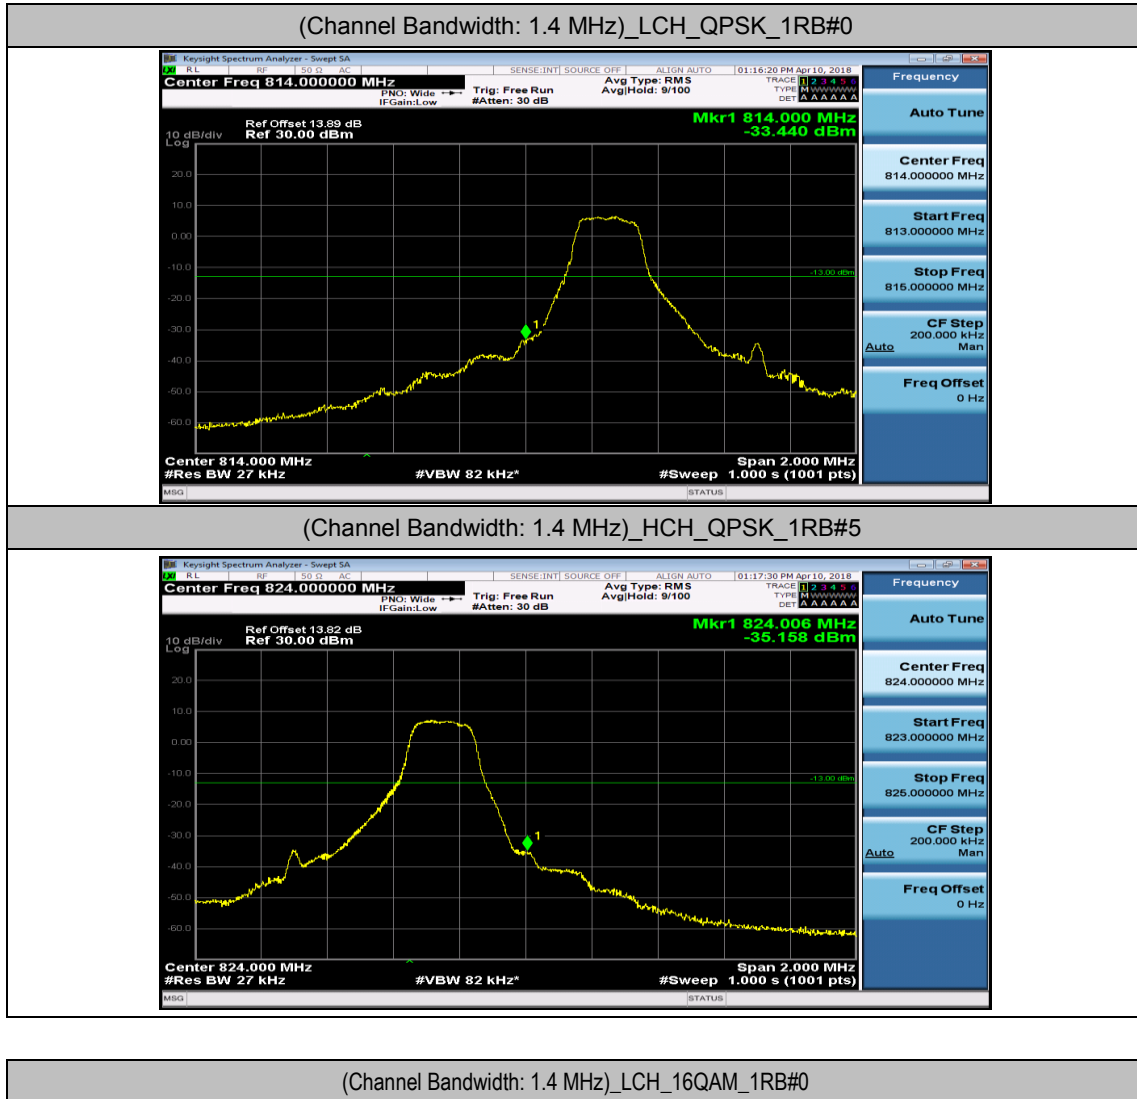 (Channel Bandwidth: 1.4 MHz)_LCH_QPSK_1RB#0
Keysight Spectrum Analyzer - Swept SA
LXI RL RF 50 Ω AC SENSE:INT SOURCE OFF ALIGN AUTO 01:16:20 PM Apr 10, 2018
Center Freq 814.000000 MHz
PNO: Wide
IFGain:Low
Trig: Free Run
#Atten: 30 dB
Avg Type: RMS
Avg|Hold: 9/100
TRACE 1 2 3 4 5 6
TYPE M WWWWW
DET A A A A A A
Mkr1 814.000 MHz
-33.440 dBm
Ref Offset 13.89 dB
10 dB/div Ref 30.00 dBm
Log
20.0
10.0
0.00
-10.0
-13.00 dBm
-20.0
-30.0
1
-40.0
-50.0
-60.0
Center 814.000 MHz Span 2.000 MHz
#Res BW 27 kHz #VBW 82 kHz* #Sweep 1.000 s (1001 pts)
MSG STATUS
Frequency
Auto Tune
Center Freq
814.000000 MHz
Start Freq
813.000000 MHz
Stop Freq
815.000000 MHz
CF Step
200.000 kHz
Auto Man
Freq Offset
0 Hz
(Channel Bandwidth: 1.4 MHz)_HCH_QPSK_1RB#5
Keysight Spectrum Analyzer - Swept SA
LXI RL RF 50 Ω AC SENSE:INT SOURCE OFF ALIGN AUTO 01:17:30 PM Apr 10, 2018
Center Freq 824.000000 MHz
PNO: Wide
IFGain:Low
Trig: Free Run
#Atten: 30 dB
Avg Type: RMS
Avg|Hold: 9/100
TRACE 1 2 3 4 5 6
TYPE M WWWWW
DET A A A A A A
Mkr1 824.006 MHz
-35.158 dBm
Ref Offset 13.82 dB
10 dB/div Ref 30.00 dBm
Log
20.0
10.0
0.00
-10.0
-13.00 dBm
-20.0
-30.0
1
-40.0
-50.0
-60.0
Center 824.000 MHz Span 2.000 MHz
#Res BW 27 kHz #VBW 82 kHz* #Sweep 1.000 s (1001 pts)
MSG STATUS
Frequency
Auto Tune
Center Freq
824.000000 MHz
Start Freq
823.000000 MHz
Stop Freq
825.000000 MHz
CF Step
200.000 kHz
Auto Man
Freq Offset
0 Hz
(Channel Bandwidth: 1.4 MHz)_LCH_16QAM_1RB#0